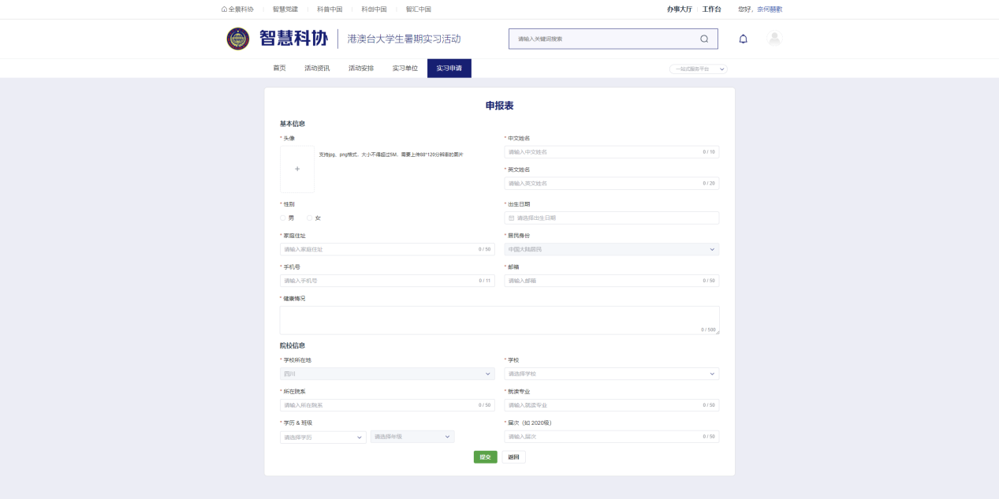 全景科协 智慧党建 科普中国 科创中国 智汇中国 办事大厅 工作台 您好，奈何囍歡
智慧科协 港澳台大学生暑期实习活动 请输入关键词搜索
首页 活动资讯 活动安排 实习单位 实习申请 一站式服务平台
申报表
基本信息
* 头像
支持jpg、png格式、大小不得超过5M、需要上传88*120分辨率的图片
* 中文姓名
请输入中文姓名 0 / 10
* 英文姓名
请输入英文姓名 0 / 20
* 性别 * 出生日期
男 女 请选择出生日期
* 家庭住址 * 居民身份
请输入家庭住址 0 / 50 中国大陆居民
* 手机号 * 邮箱
请输入手机号 0 / 11 请输入邮箱 0 / 50
* 健康情况
0 / 500
院校信息
* 学校所在地 * 学校
四川 请选择学校
* 所在院系 * 就读专业
请输入所在院系 0 / 50 请输入就读专业 0 / 50
* 学历 & 班级 * 届次（如 2020级）
请选择学历 请选择年级 请输入届次 0 / 50
提交 返回